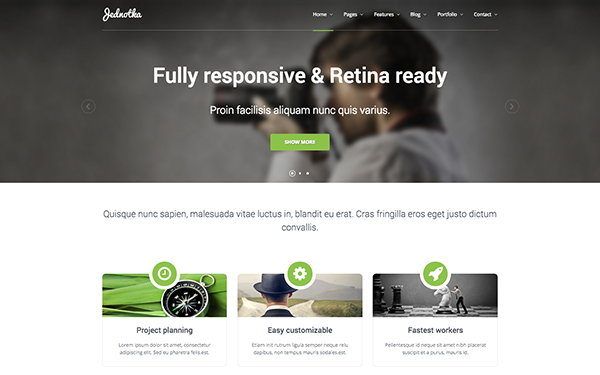 Jednotka
Home Pages Features Blog Portfolio Contact
Fully responsive & Retina ready
Proin facilisis aliquam nunc quis varius.
SHOW MORE
Quisque nunc sapien, malesuada vitae luctus in, blandit eu erat. Cras fringilla eros eget justo dictum
convallis.
Project planning
Lorem ipsum dolor sit amet, consectetur
adipiscing elit. Sed eu pharetra felis.est.
Easy customizable
Etiam nisl rutrum ligula semper neque relu
dapibus, non tempus mauris sodales.est.
Fastest workers
Pellentesque id neque sit amet nibh placerat
suscipit et a purus, mauris id.